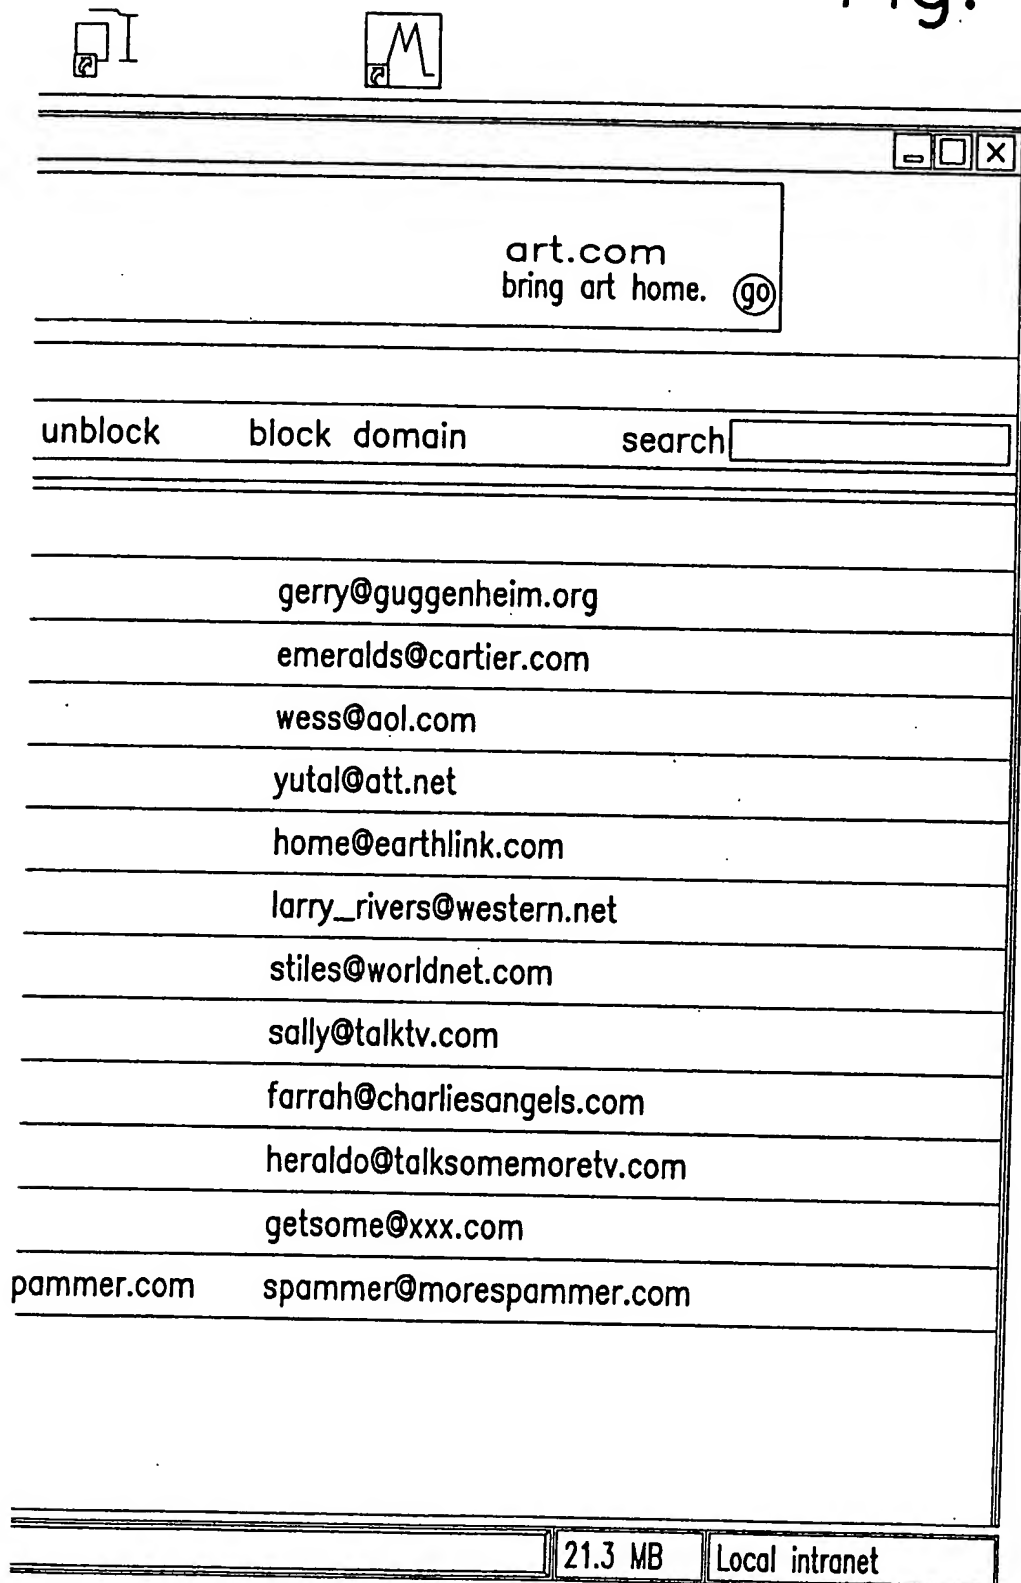 Fig.
M
art.com
bring art home. go
unblock block domain search
gerry@guggenheim.org
emeralds@cartier.com
wess@aol.com
yutal@att.net
home@earthlink.com
larry_rivers@western.net
stiles@worldnet.com
sally@talktv.com
farrah@charliesangels.com
heraldo@talksomemoretv.com
getsome@xxx.com
pammer.com spammer@morespammer.com
21.3 MB Local intranet